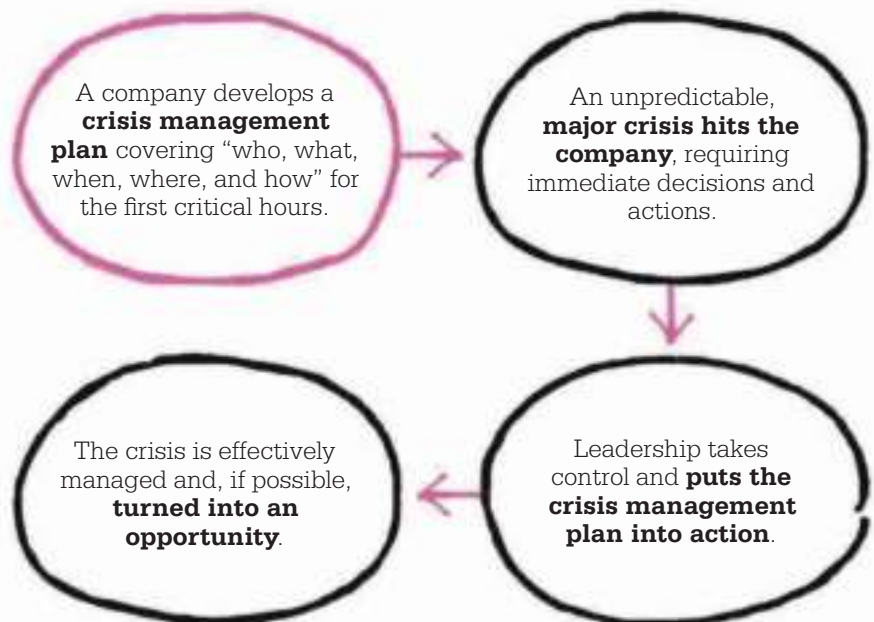 A company develops a
crisis management
plan covering “who, what,
when, where, and how” for
the first critical hours.
An unpredictable,
major crisis hits the
company, requiring
immediate decisions and
actions.
Leadership takes
control and puts the
crisis management
plan into action.
The crisis is effectively
managed and, if possible,
turned into an
opportunity.